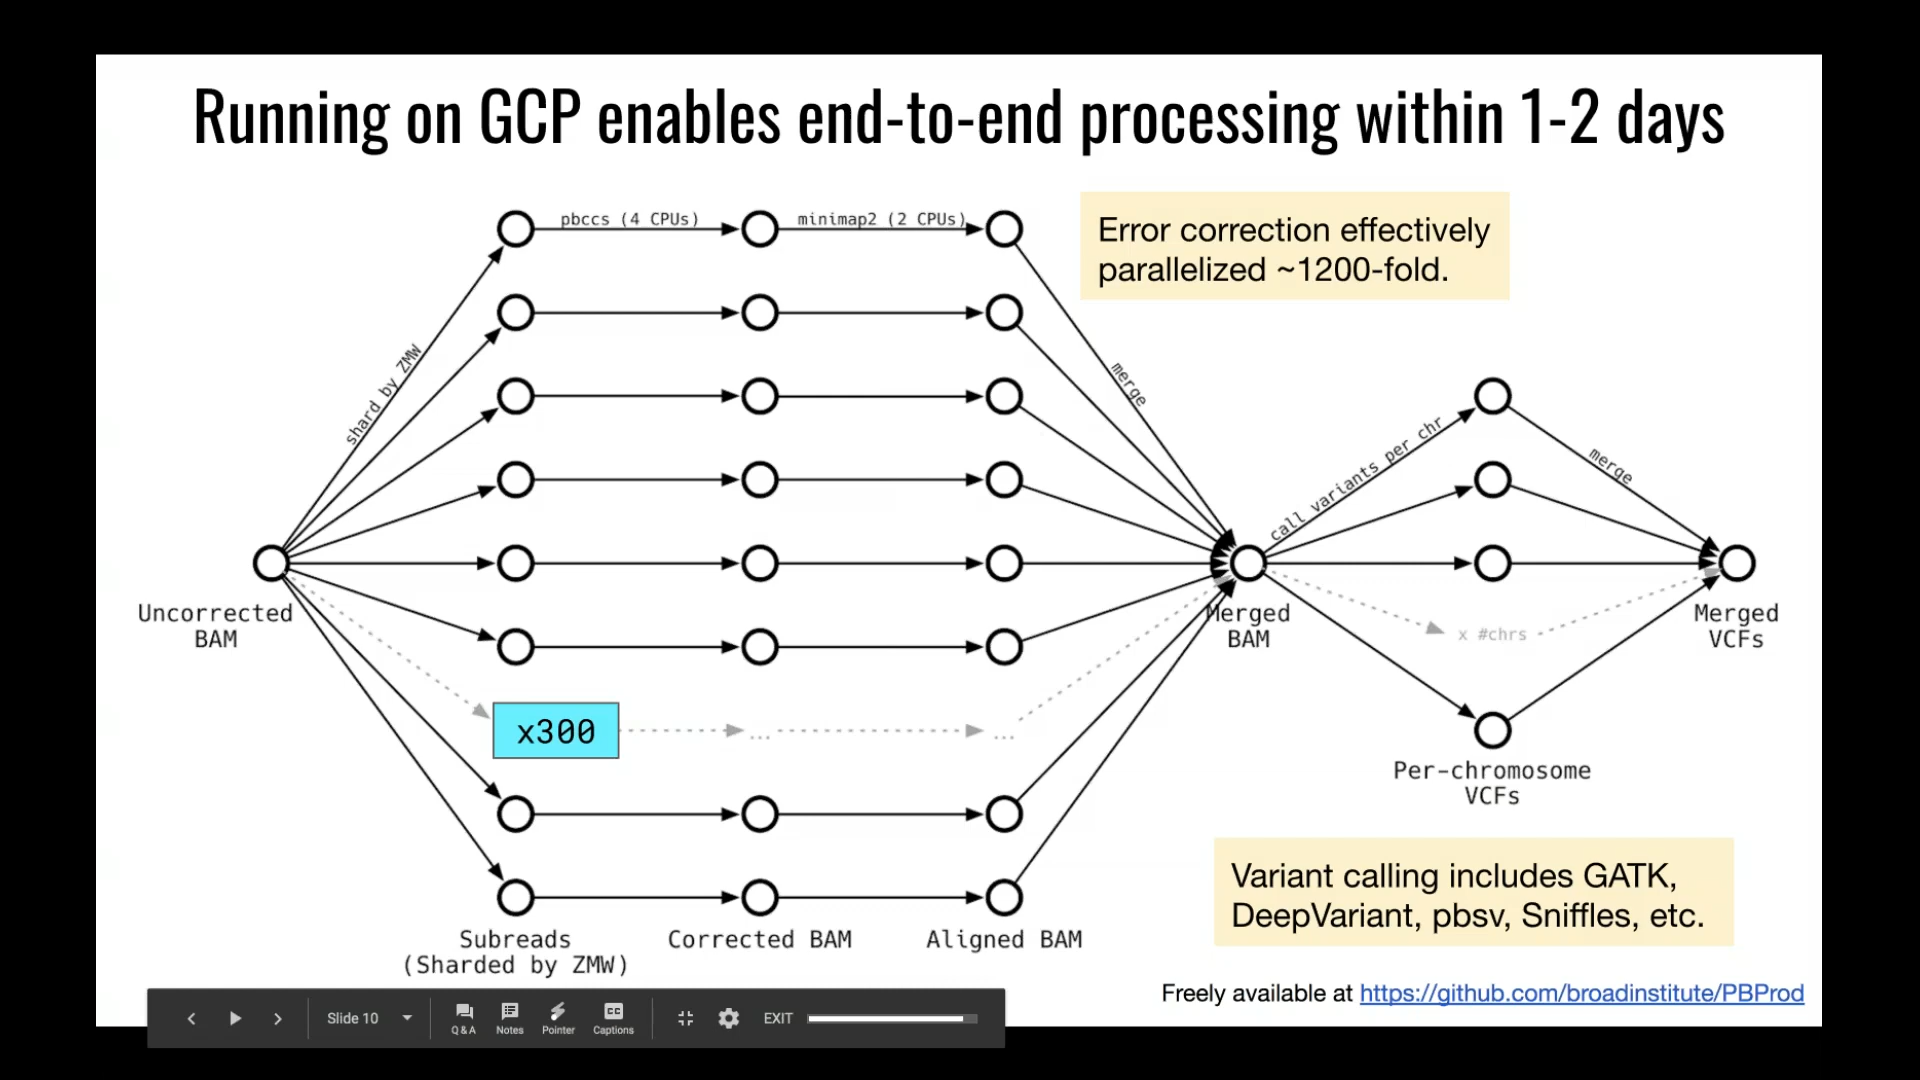 Running on GCP enables end-to-end processing within 1-2 days
pbccs (4 CPUs)
minimap2 (2 CPUs)
Error correction effectively
parallelized ~1200-fold.
shard by ZMW
merge
call variants per chr
merge
Uncorrected
BAM
Merged
BAM
x #chrs
Merged
VCFs
x300
...
...
Per-chromosome
VCFs
Variant calling includes GATK,
DeepVariant, pbsv, Sniffles, etc.
Subreads
(Sharded by ZMW)
Corrected BAM
Aligned BAM
Freely available at https://github.com/broadinstitute/PBProd
Slide 10
Q & A
Notes
Pointer
CC
Captions
EXIT